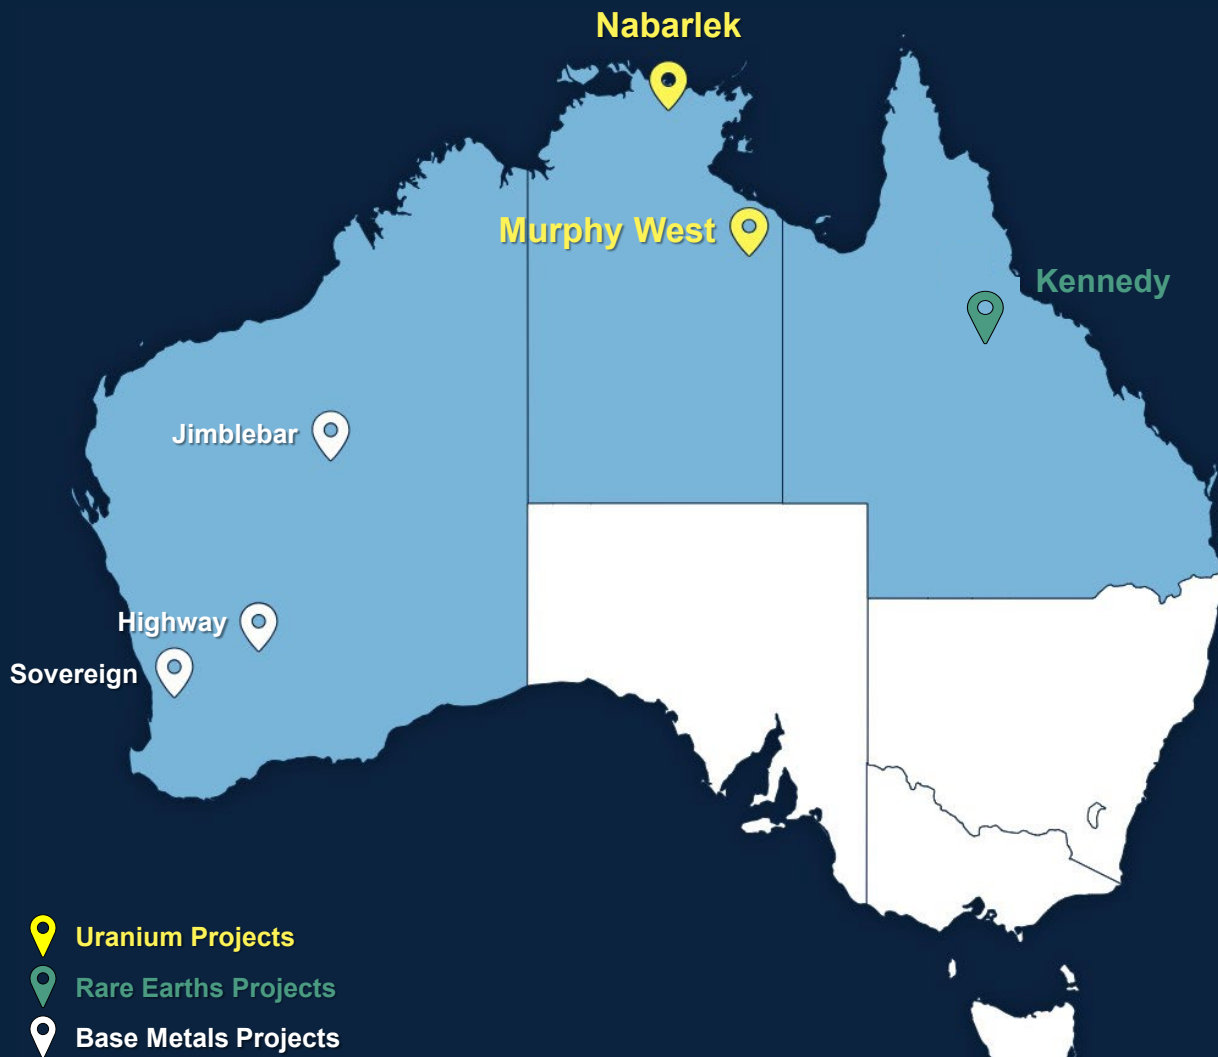 Nabarlek
Murphy West
Kennedy
Jimblebar
Highway
Sovereign
Uranium Projects
Rare Earths Projects
Base Metals Projects